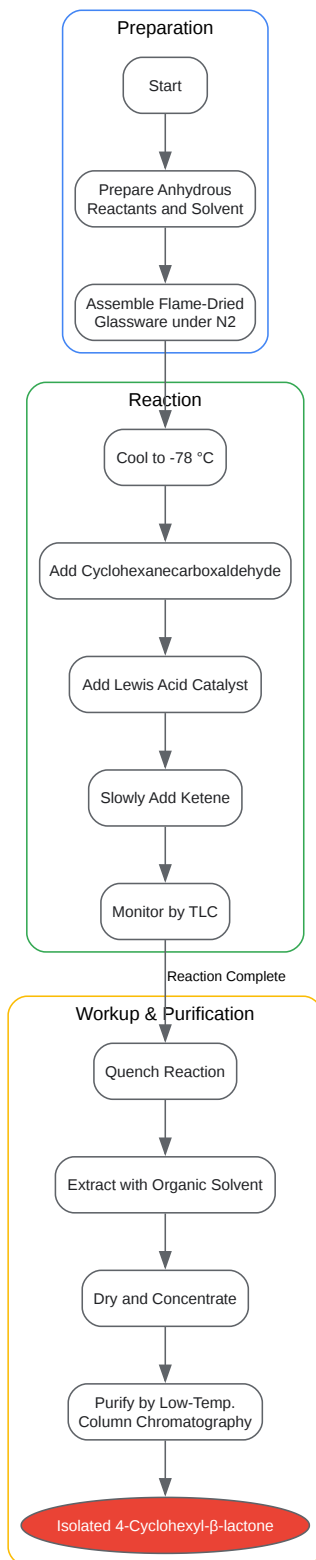 Preparation
Start
Prepare Anhydrous
Reactants and Solvent
Assemble Flame-Dried
Glassware under N2
Reaction
Cool to -78 °C
Add Cyclohexanecarboxaldehyde
Add Lewis Acid Catalyst
Slowly Add Ketene
Monitor by TLC
Reaction Complete
Workup & Purification
Quench Reaction
Extract with Organic Solvent
Dry and Concentrate
Purify by Low-Temp.
Column Chromatography
Isolated 4-Cyclohexyl-β-lactone